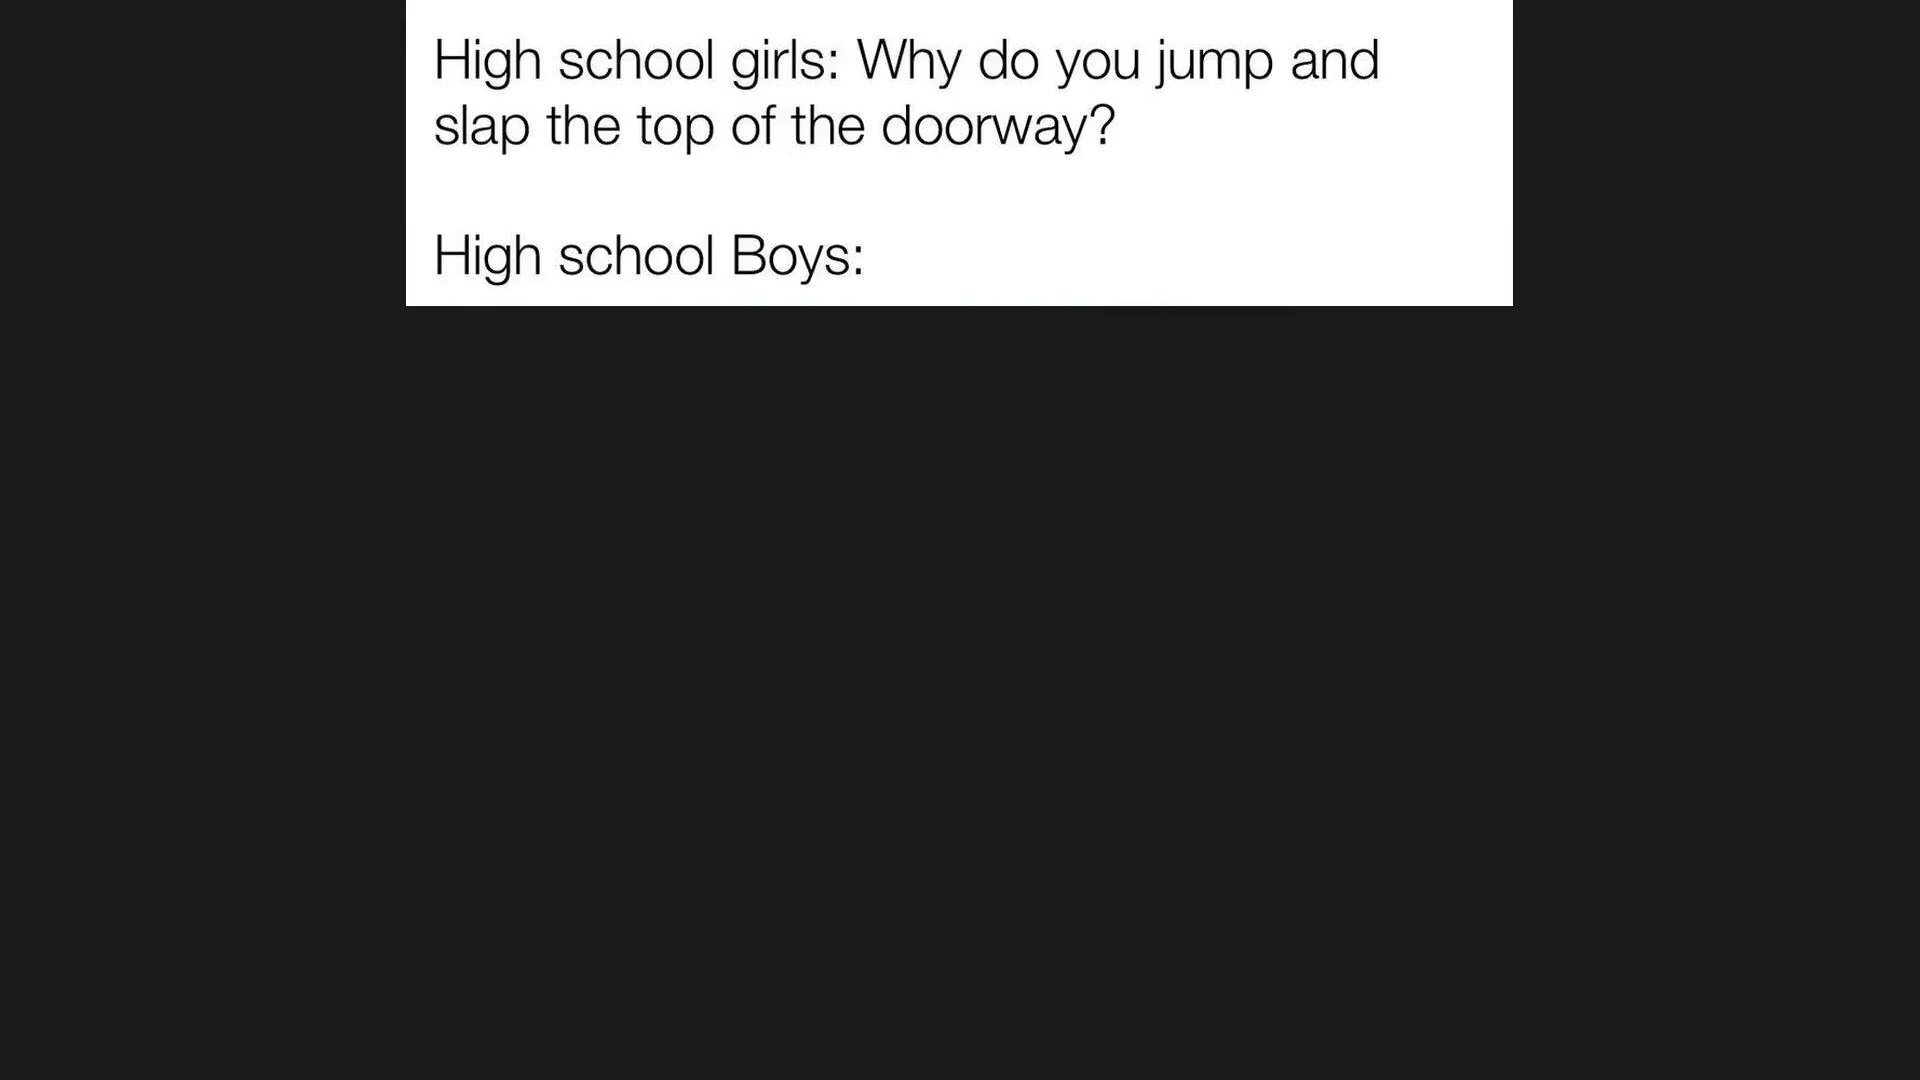 High school girls: Why do you jump and
slap the top of the doorway?
High school Boys: